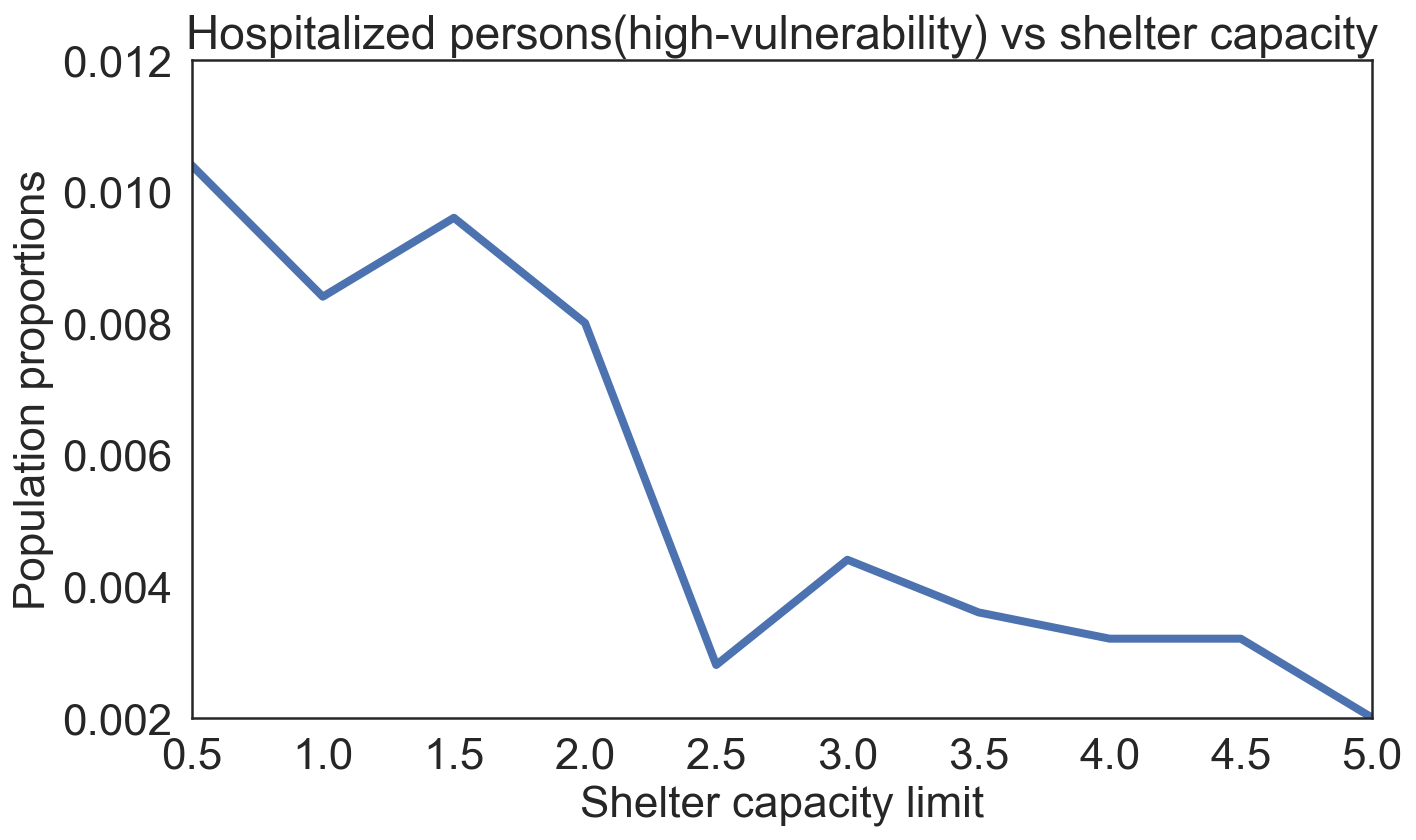 Hospitalized persons(high-vulnerability) vs shelter capacity
0.012
0.010
0.008
0.006
0.004
0.002
Population proportions
0.5 1.0 1.5 2.0 2.5 3.0 3.5 4.0 4.5 5.0
Shelter capacity limit